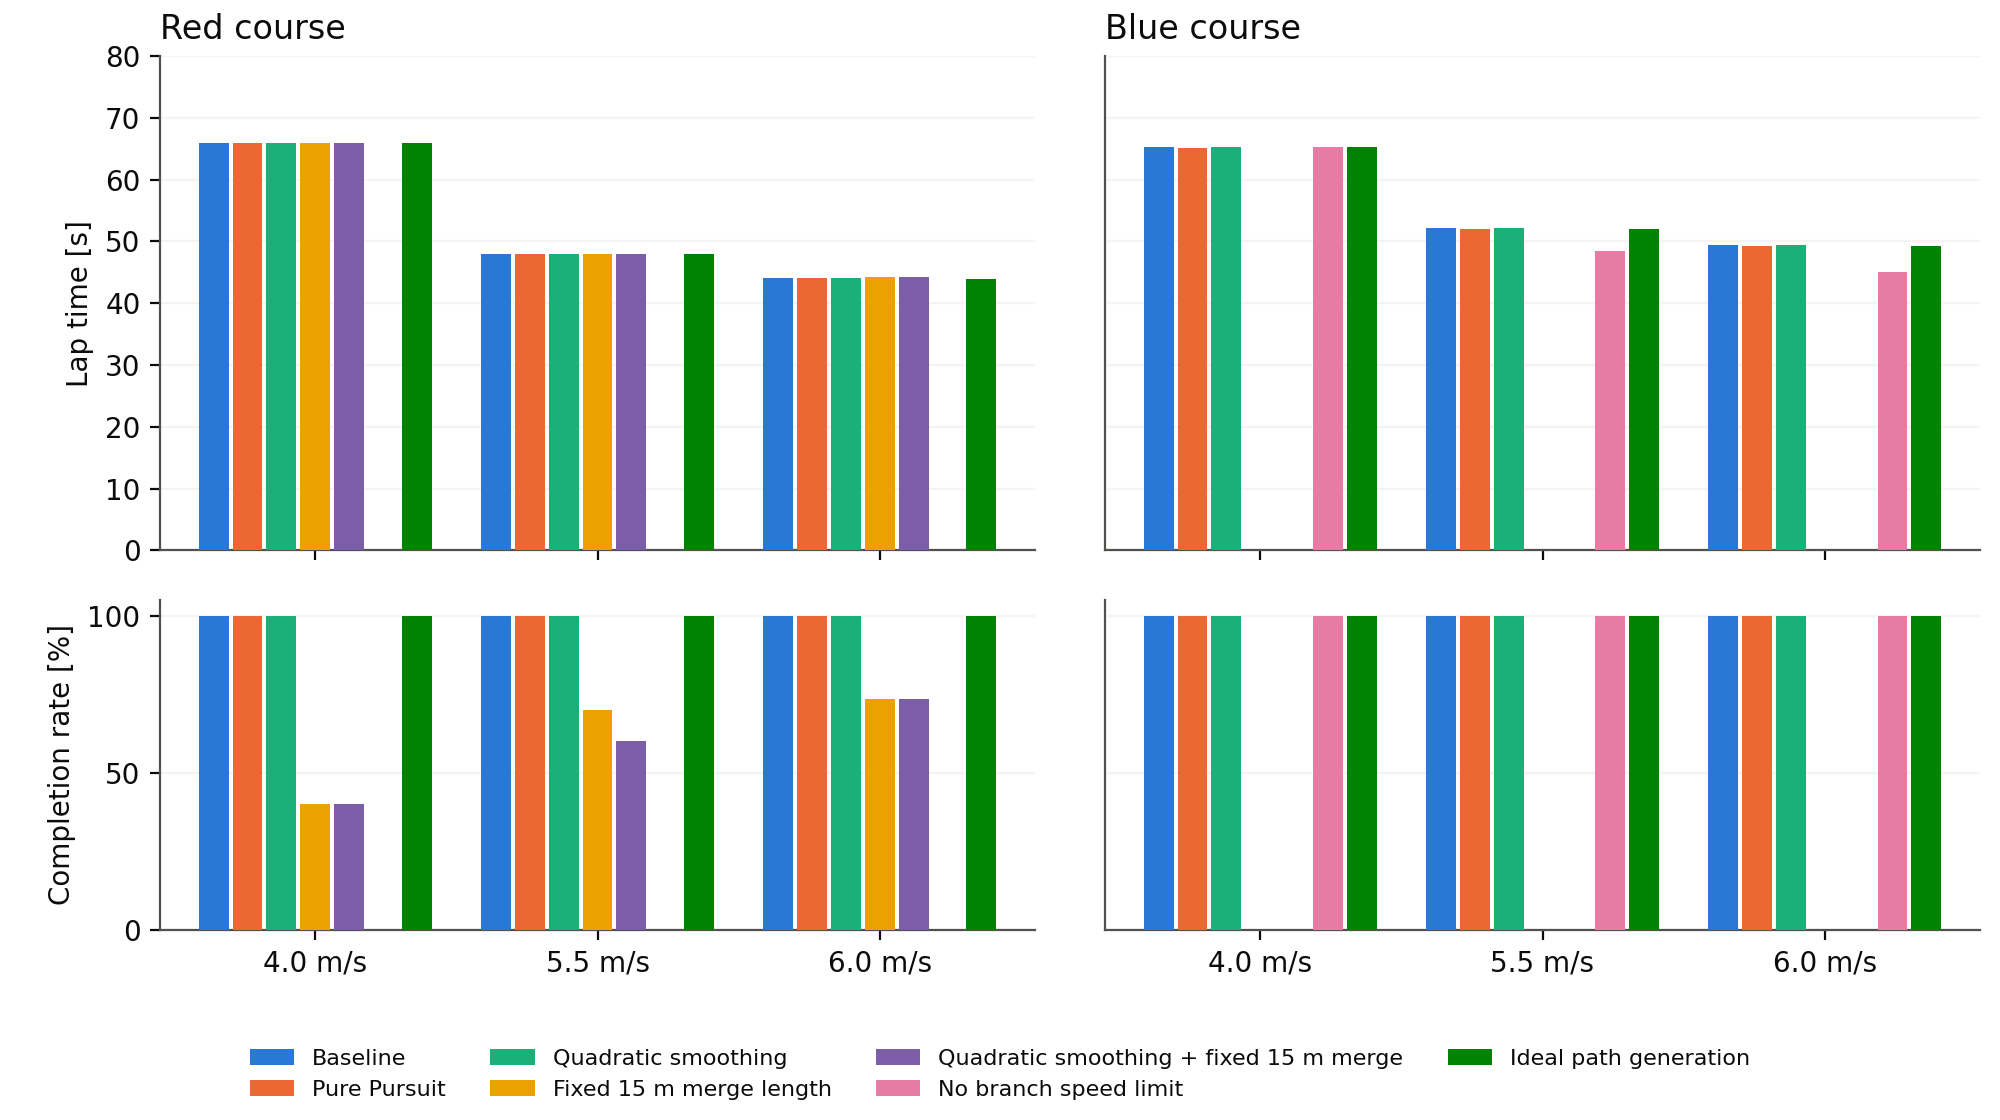 Red course
Blue course
80
70
60
50
40
30
20
10
0
Lap time [s]
100
50
0
Completion rate [%]
4.0 m/s
5.5 m/s
6.0 m/s
4.0 m/s
5.5 m/s
6.0 m/s
Baseline
Pure Pursuit
Quadratic smoothing
Fixed 15 m merge length
Quadratic smoothing + fixed 15 m merge
No branch speed limit
Ideal path generation